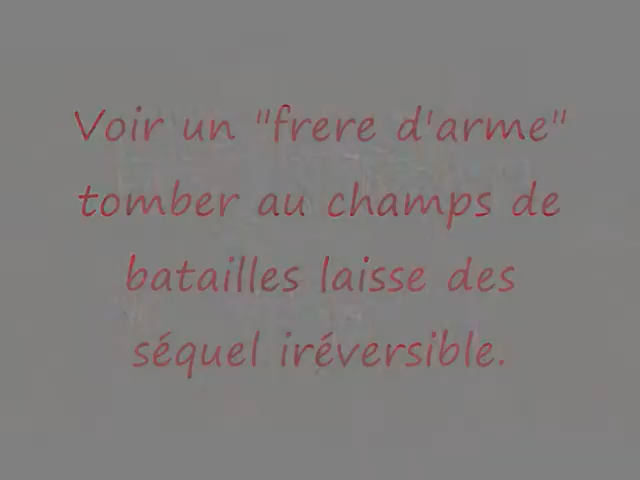 Voir un "frere d'arme"
tomber au champs de
batailles laisse des
séquel iréversible.